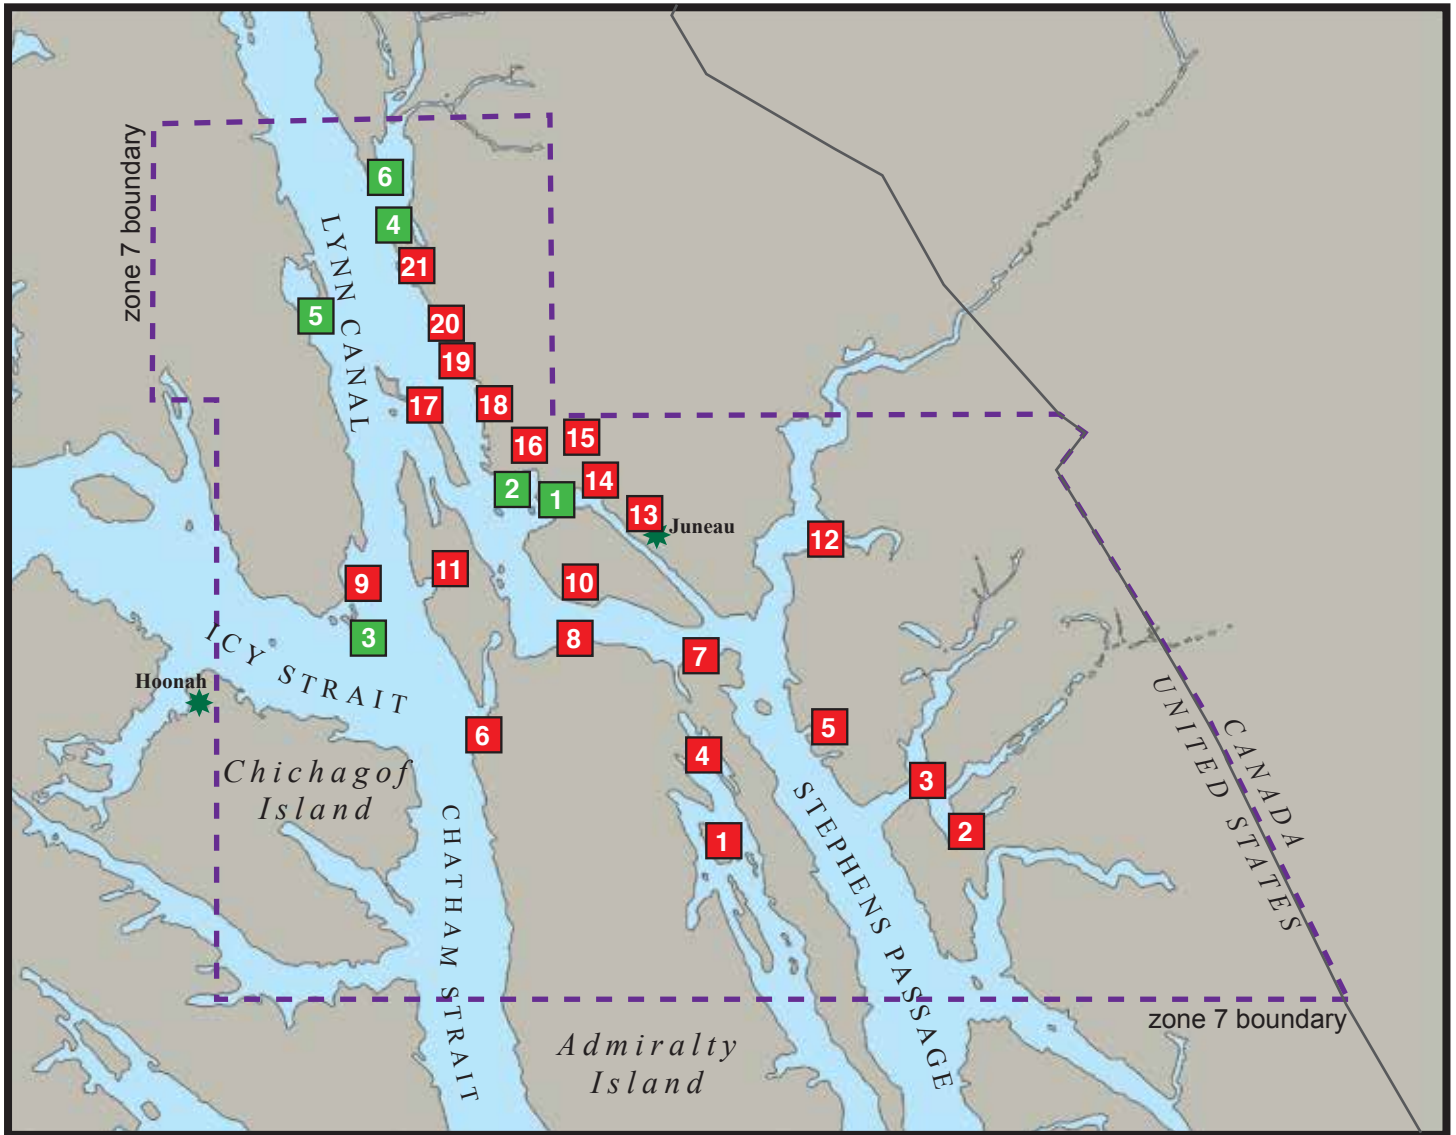 zone 7 boundary
6
4
21
LYNN CANAL
5
20
19
17
18
15
16
14
2
1
13
Juneau
12
11
9
10
3
8
ICY STRAIT
7
Hoonah
6
5
4
Chichagof
Island
3
2
1
CHATHAM STRAIT
STEPHENS PASSAGE
CANADA
UNITED STATES
zone 7 boundary
Admiralty
Island